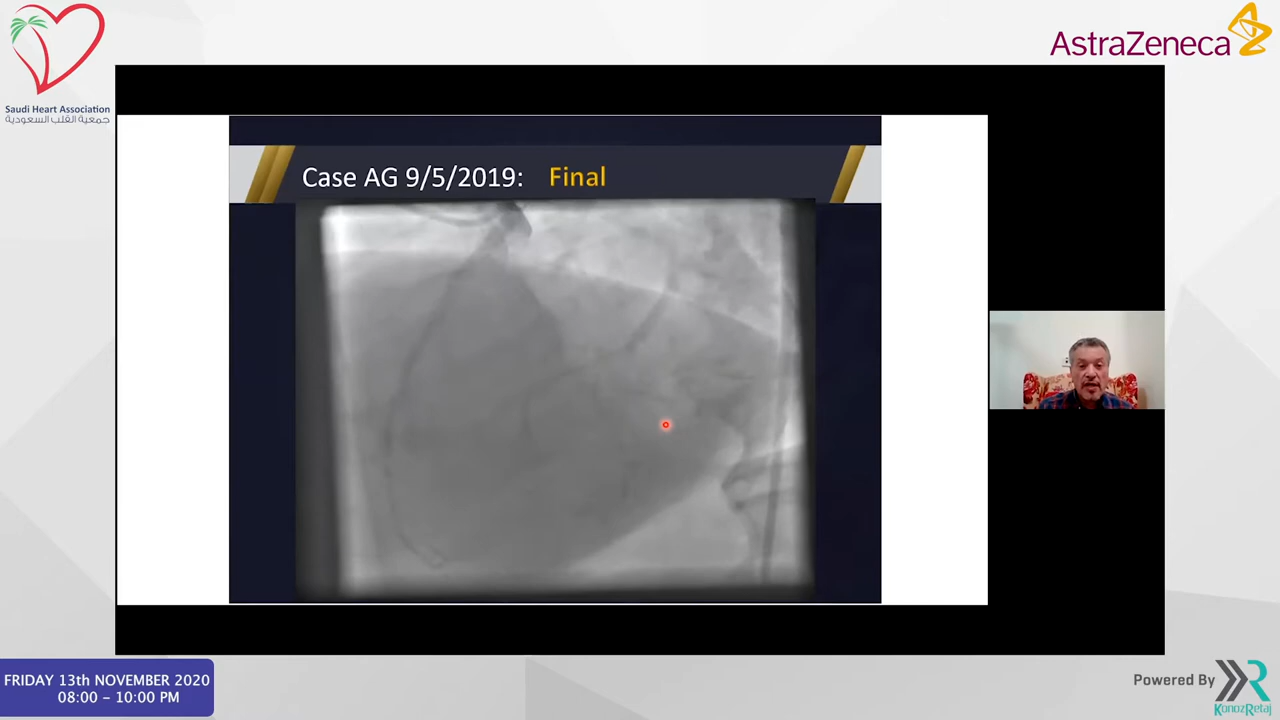 Saudi Heart Association
جمعية القلب السعودية
AstraZeneca
Case AG 9/5/2019: Final
FRIDAY 13th NOVEMBER 2020
08:00 – 10:00 PM
Powered By
KonozRetaj